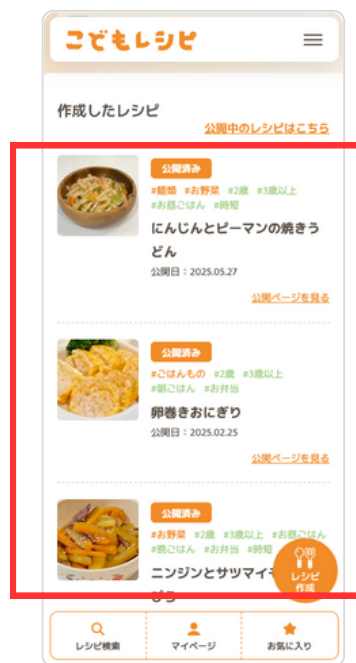 こどもレシピ
作成したレシピ
公開中のレシピはこちら
公開済み
#麺類 #お野菜 #2歳 #3歳以上
#お昼ごはん #時短
にんじんとピーマンの焼きう
どん
公開日：2025.05.27
公開ページを見る
公開済み
#ごはんもの #2歳 #3歳以上
#朝ごはん #お弁当
卵巻きおにぎり
公開日：2025.02.25
公開ページを見る
公開済み
#お野菜 #2歳 #3歳以上 #お昼ごはん
#晩ごはん #お弁当 #時短
ニンジンとサツマイ
レシピ
作成
レシピ検索
マイページ
お気に入り